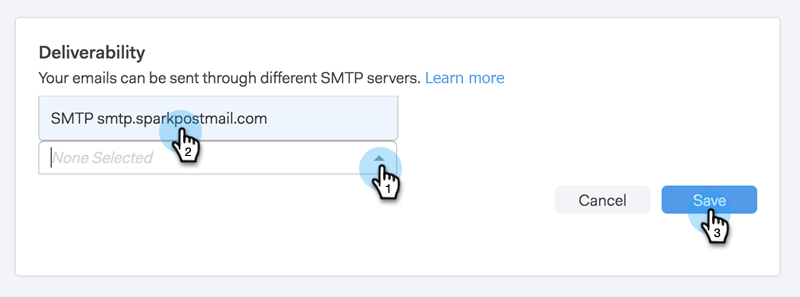 Deliverability
Your emails can be sent through different SMTP servers. Learn more
SMTP smtp.sparkpostmail.com
2
None Selected
1
Cancel
Save
3